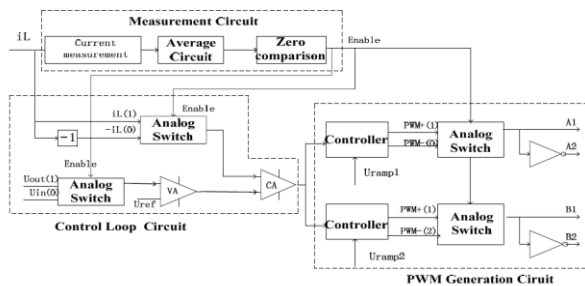 Measurement Circuit
iL
Current
measurement
Average
Circuit
Zero
comparison
Enable
iL(1)
-iL(0)
-1
Analog
Switch
Enable
Enable
Uout(1)
Uin(0)
Analog
Switch
VA
Uref
CA
Control Loop Circuit
Controller
PWM+(1)
PWM-(0)
Analog
Switch
A1
A2
Uramp1
Controller
PWM+(1)
PWM-(2)
Analog
Switch
B1
B2
Uramp2
PWM Generation Ciruit